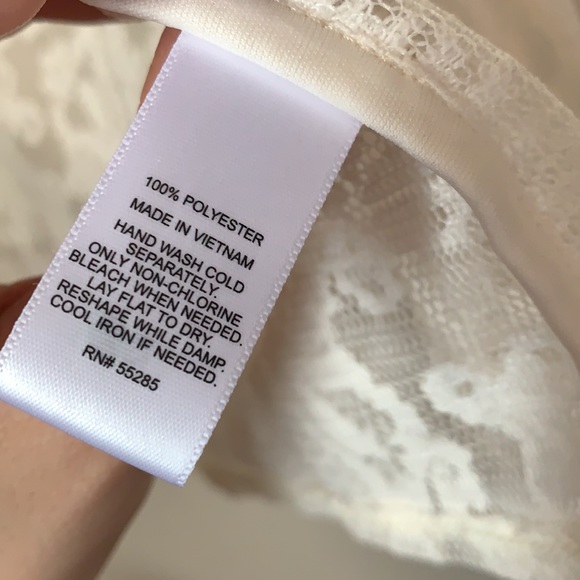 100% POLYESTER
MADE IN VIETNAM
HAND WASH COLD
SEPARATELY.
ONLY NON-CHLORINE
BLEACH WHEN NEEDED.
LAY FLAT TO DRY.
RESHAPE WHILE DAMP.
COOL IRON IF NEEDED.
RN# 55285